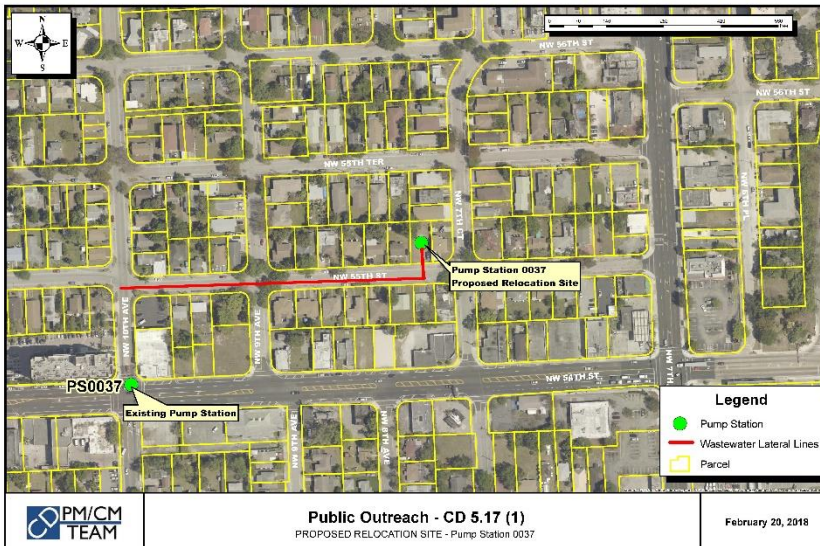 N
W E
S
NW 56TH ST
NW 56TH ST
NW 55TH TER
NW 7TH CT
NW 6TH PL
Pump Station 0037
Proposed Relocation Site
NW 55TH ST
NW 10TH AVE
NW 9TH AVE
NW 7TH
PS0037
Existing Pump Station
NW 54TH ST
NW 9TH AVE
NW 8TH AVE
Legend
Pump Station
Wastewater Lateral Lines
Parcel
PM/CM
TEAM
Public Outreach - CD 5.17 (1)
PROPOSED RELOCATION SITE - Pump Station 0037
February 20, 2018